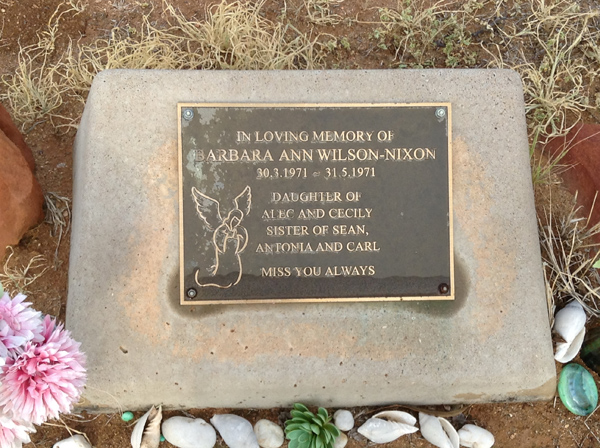 IN LOVING MEMORY OF
BARBARA ANN WILSON-NIXON
30.3.1971 - 31.5.1971
DAUGHTER OF
ALEC AND CECILY
SISTER OF SEAN,
ANTONIA AND CARL
MISS YOU ALWAYS